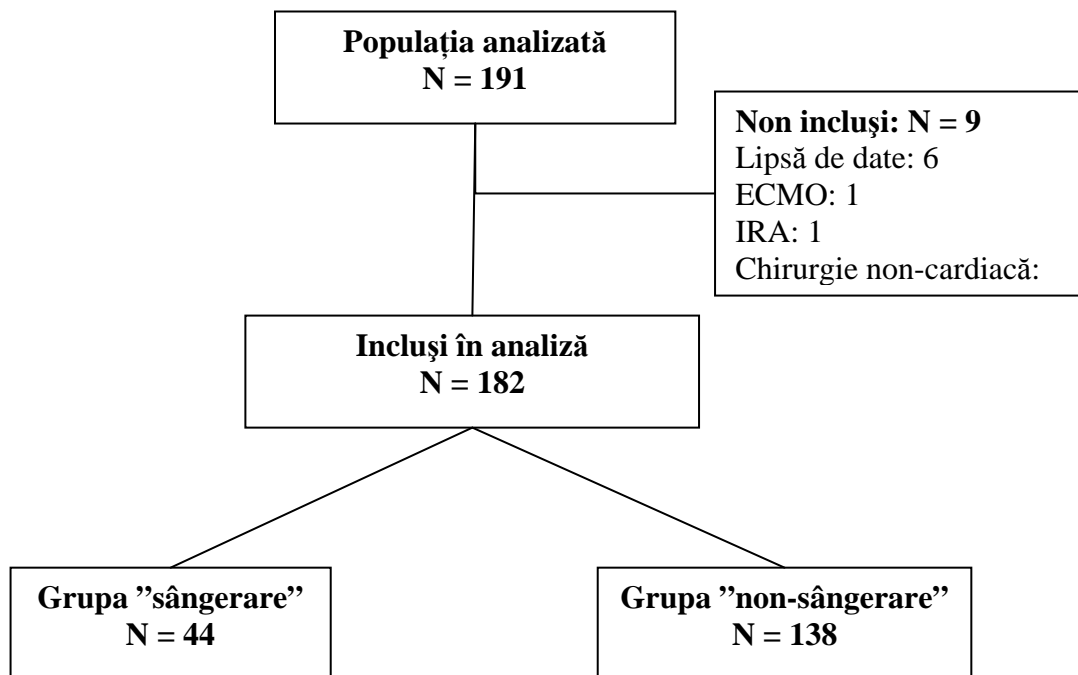 Populația analizată
N = 191
Non incluşi: N = 9
Lipsă de date: 6
ECMO: 1
IRA: 1
Chirurgie non-cardiacă:
Incluşi în analiză
N = 182
Grupa ”sângerare”
N = 44
Grupa ”non-sângerare”
N = 138